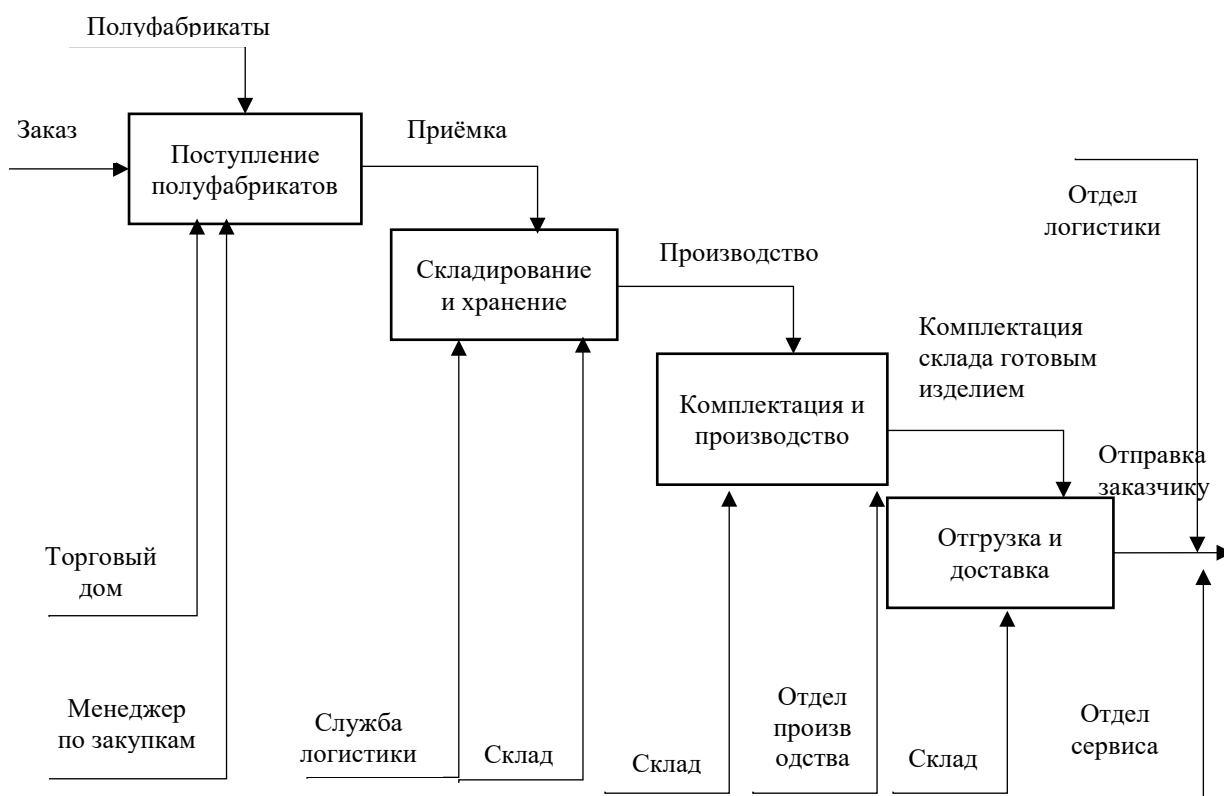 Полуфабрикаты
Заказ
Приёмка
Поступление
полуфабрикатов
Отдел
логистики
Складирование
и хранение
Производство
Комплектация
склада готовым
изделием
Комплектация и
производство
Отправка
заказчику
Отгрузка и
доставка
Торговый
дом
Менеджер
по закупкам
Служба
логистики
Склад
Склад
Отдел
произв
одства
Склад
Отдел
сервиса